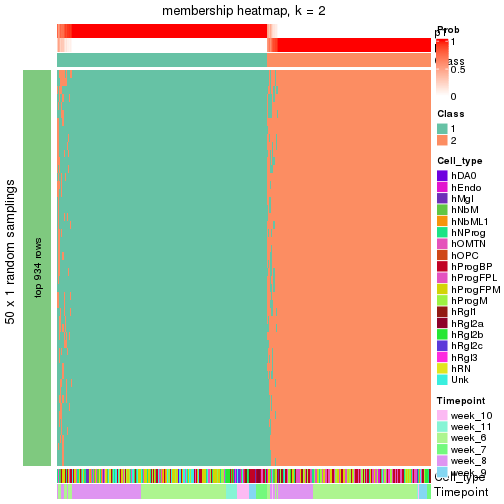 membership heatmap, k = 2
50 x 1 random samplings
top 934 rows
Prob
1
0.5
0
Class
1
2
Cell_type
hDA0
hEndo
hMgl
hNbM
hNbML1
hNProg
hOMTN
hOPC
hProgBP
hProgFPL
hProgFPM
hProgM
hRgl1
hRgl2a
hRgl2b
hRgl2c
hRgl3
hRN
Unk
Timepoint
week_10
week_11
week_6
week_7
week_8
week_9
Cell_type
Timepoint